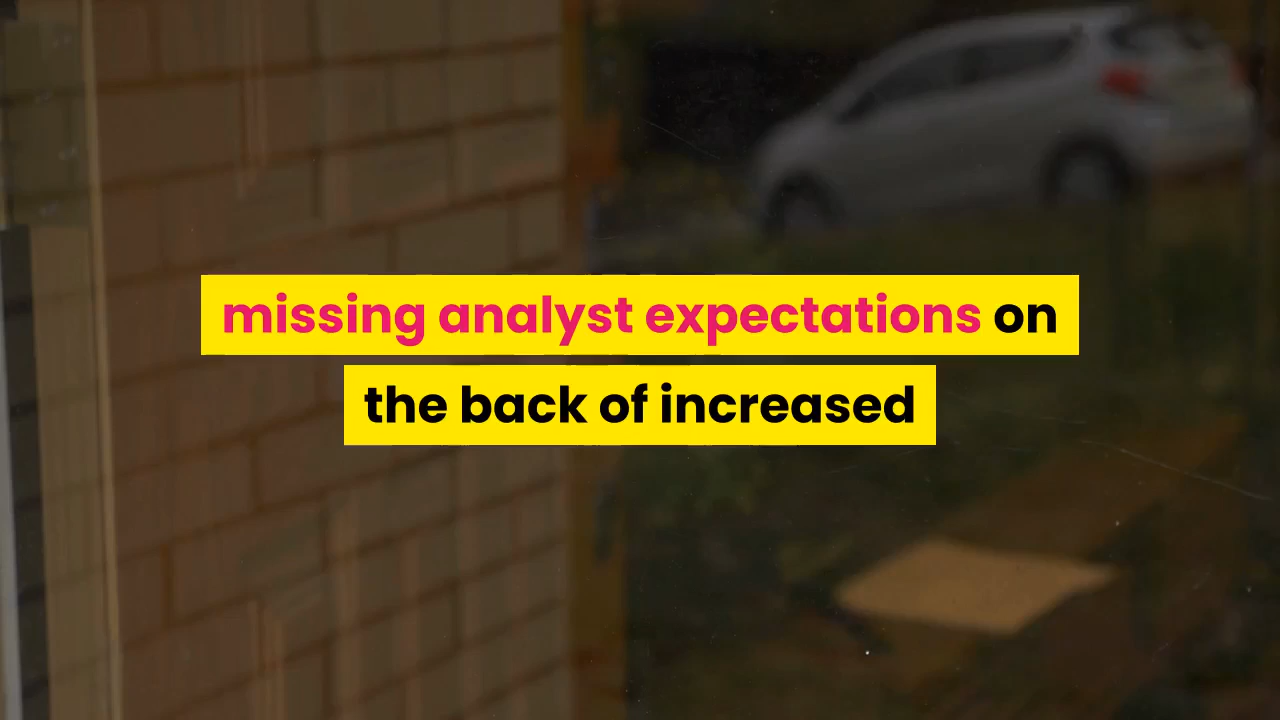 missing analyst expectations on
the back of increased